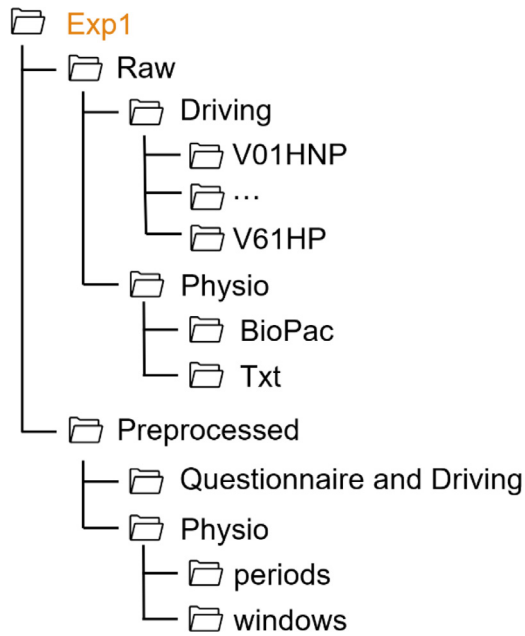 Exp1
Raw
Driving
V01HNP
...
V61HP
Physio
BioPac
Txt
Preprocessed
Questionnaire and Driving
Physio
periods
windows